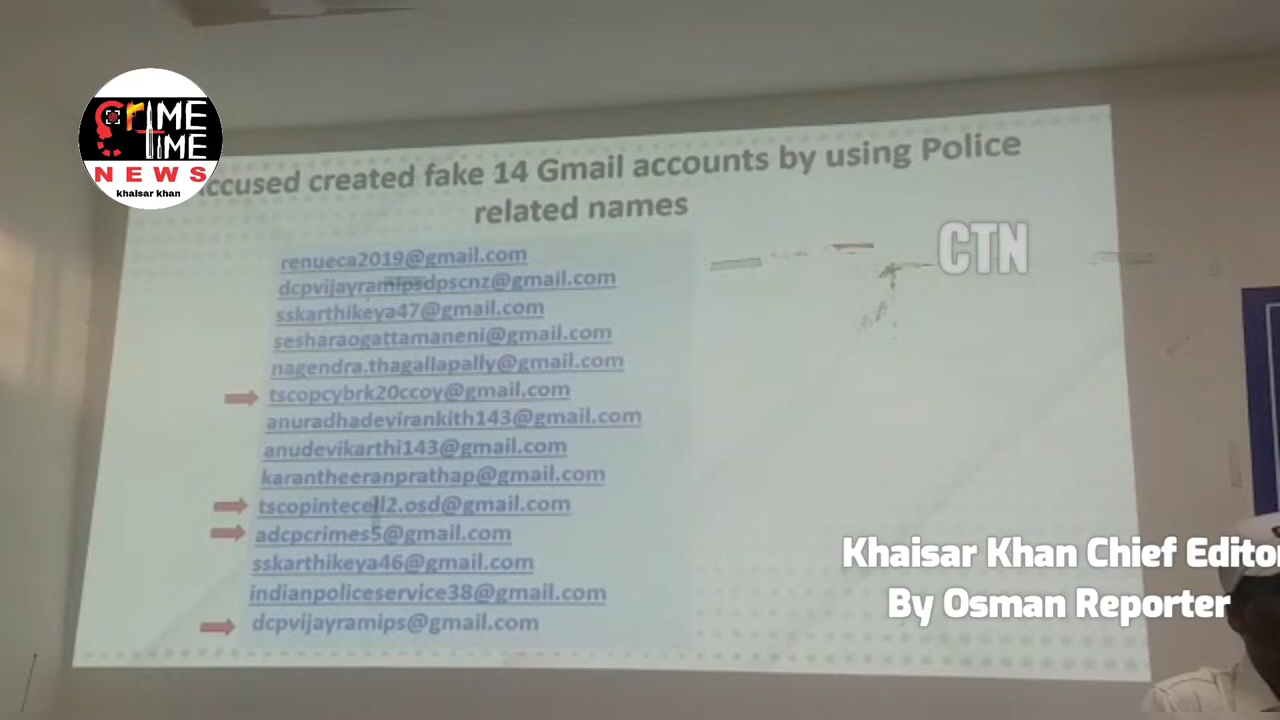 CrIME
TIME
NEWS
khaisar khan
Accused created fake 14 Gmail accounts by using Police
related names
renueca2019@gmail.com
dcpvijayramipsdpscnz@gmail.com
sskarthikeya47@gmail.com
sesharaogattamaneni@gmail.com
nagendra.thagallapally@gmail.com
tscopcybrk20ccoy@gmail.com
anuradhadevirankith143@gmail.com
anudevikarthi143@gmail.com
karantheeranprathap@gmail.com
tscopintecell2.osd@gmail.com
adcpcrimes5@gmail.com
sskarthikeya46@gmail.com
indianpoliceservice38@gmail.com
dcpvijayramips@gmail.com
CTN
Khaisar Khan Chief Editor
By Osman Reporter